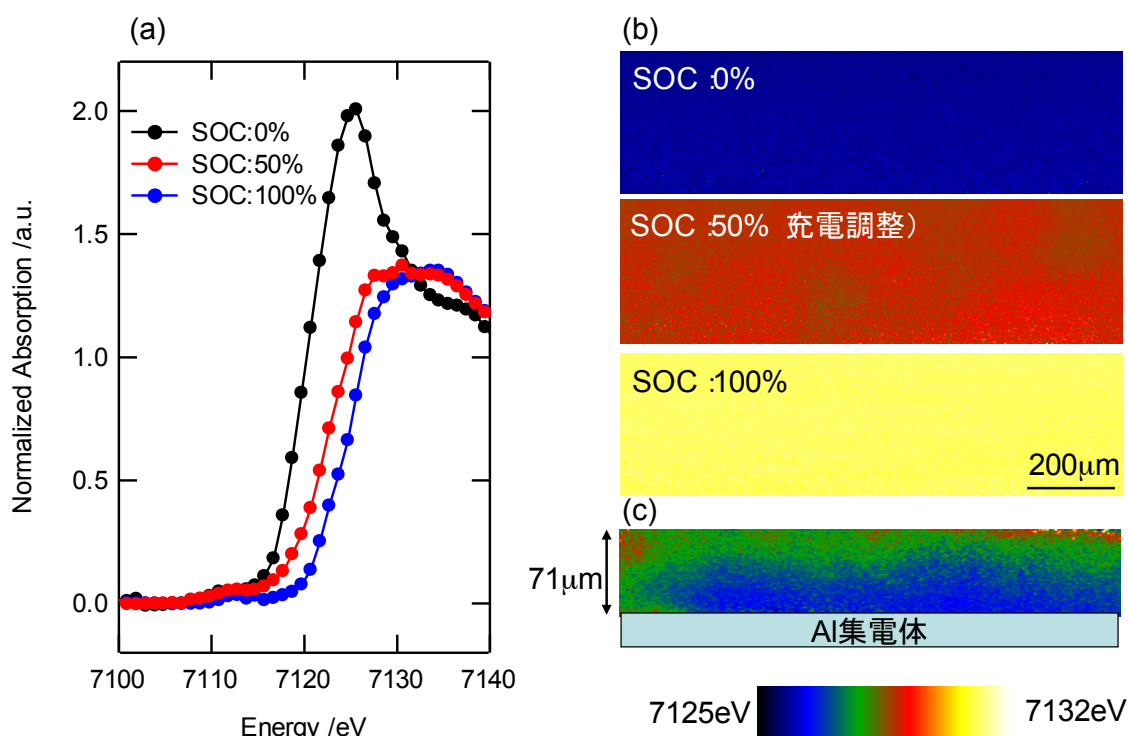 (a)
Normalized Absorption /a.u.
2.0
1.5
1.0
0.5
0.0
SOC:0%
SOC:50%
SOC:100%
7100
7110
7120
7130
7140
Energy /eV
(b)
SOC :0%
SOC :50% 充電調整）
SOC :100%
200μm
(c)
71μm
Al集電体
7125eV
7132eV